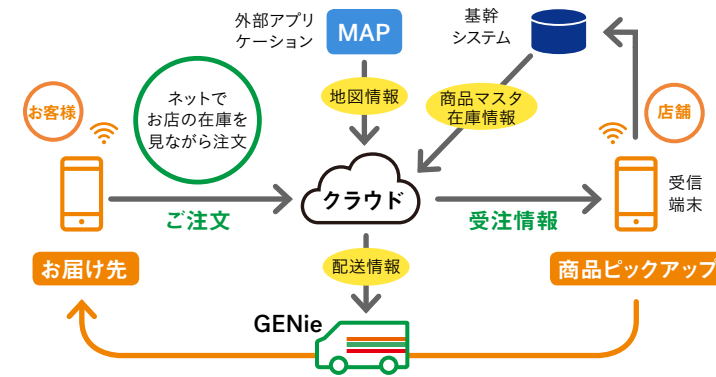 外部アプリ
ケーション
MAP
基幹
システム
お客様
ネットで
お店の在庫を
見ながら注文
地図情報
商品マスタ
在庫情報
店舗
ご注文
クラウド
受注情報
受信
端末
お届け先
配送情報
商品ピックアップ
GENie